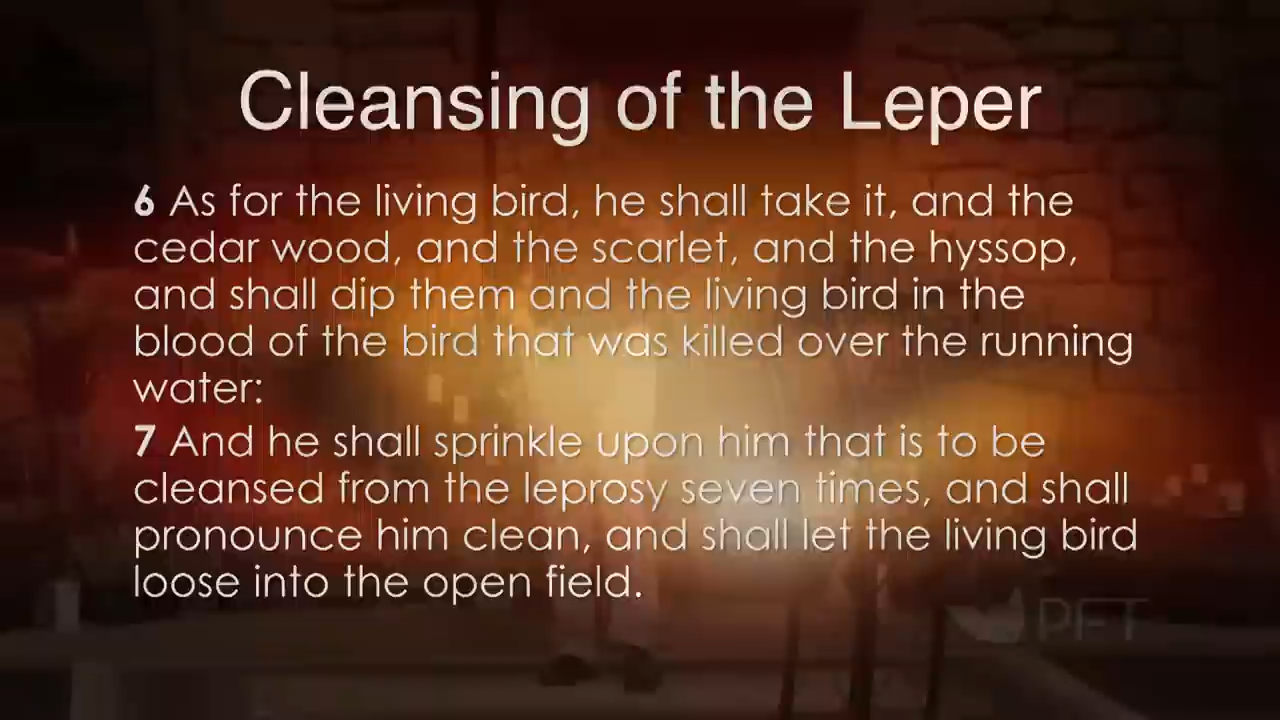 Cleansing of the Leper
6 As for the living bird, he shall take it, and the
cedar wood, and the scarlet, and the hyssop,
and shall dip them and the living bird in the
blood of the bird that was killed over the running
water:
7 And he shall sprinkle upon him that is to be
cleansed from the leprosy seven times, and shall
pronounce him clean, and shall let the living bird
loose into the open field.
PFT